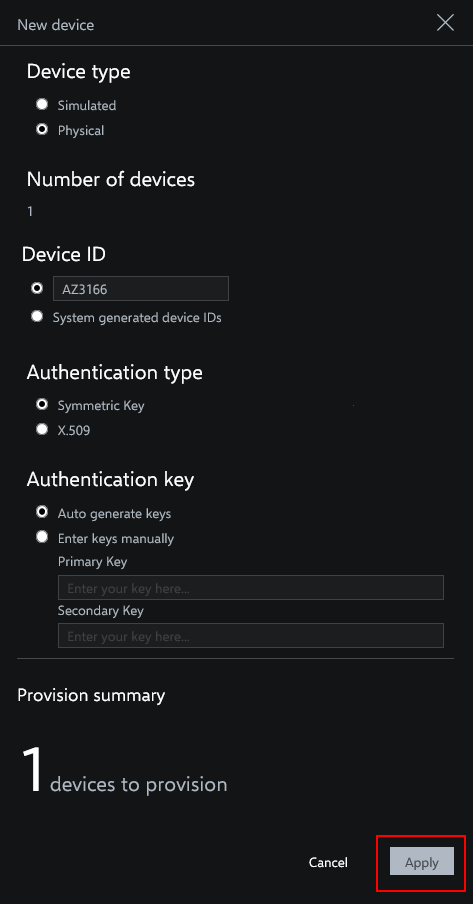 New device
Device type
Simulated
Physical
Number of devices
1
Device ID
AZ3166
System generated device IDs
Authentication type
Symmetric Key
X.509
Authentication key
Auto generate keys
Enter keys manually
Primary Key
Enter your key here...
Secondary Key
Enter your key here...
Provision summary
1 devices to provision
Cancel Apply